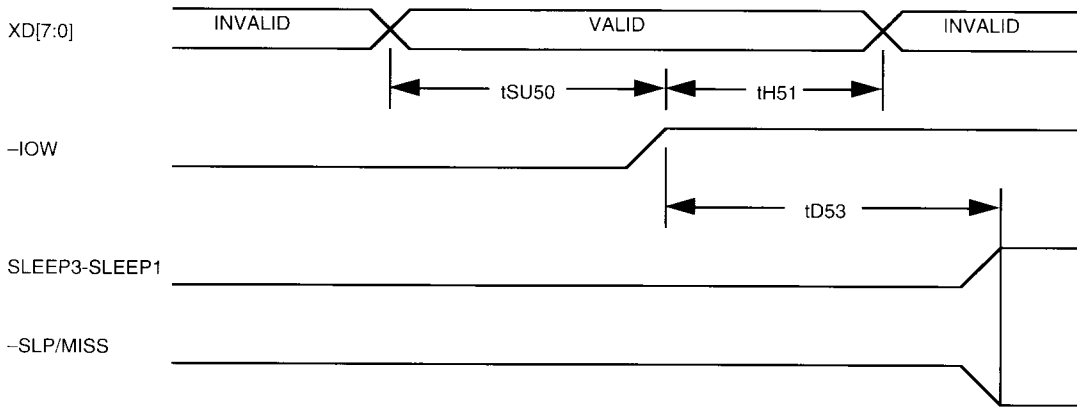 XD[7:0] INVALID VALID INVALID
tSU50 tH51
–IOW
tD53
SLEEP3-SLEEP1
–SLP/MISS